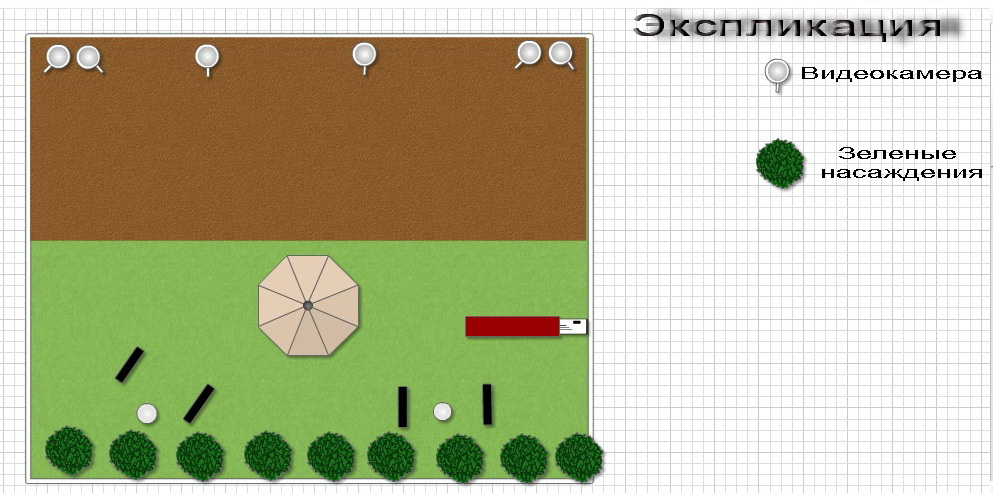 Экспликация
Видеокамера
Зеленые
насаждения